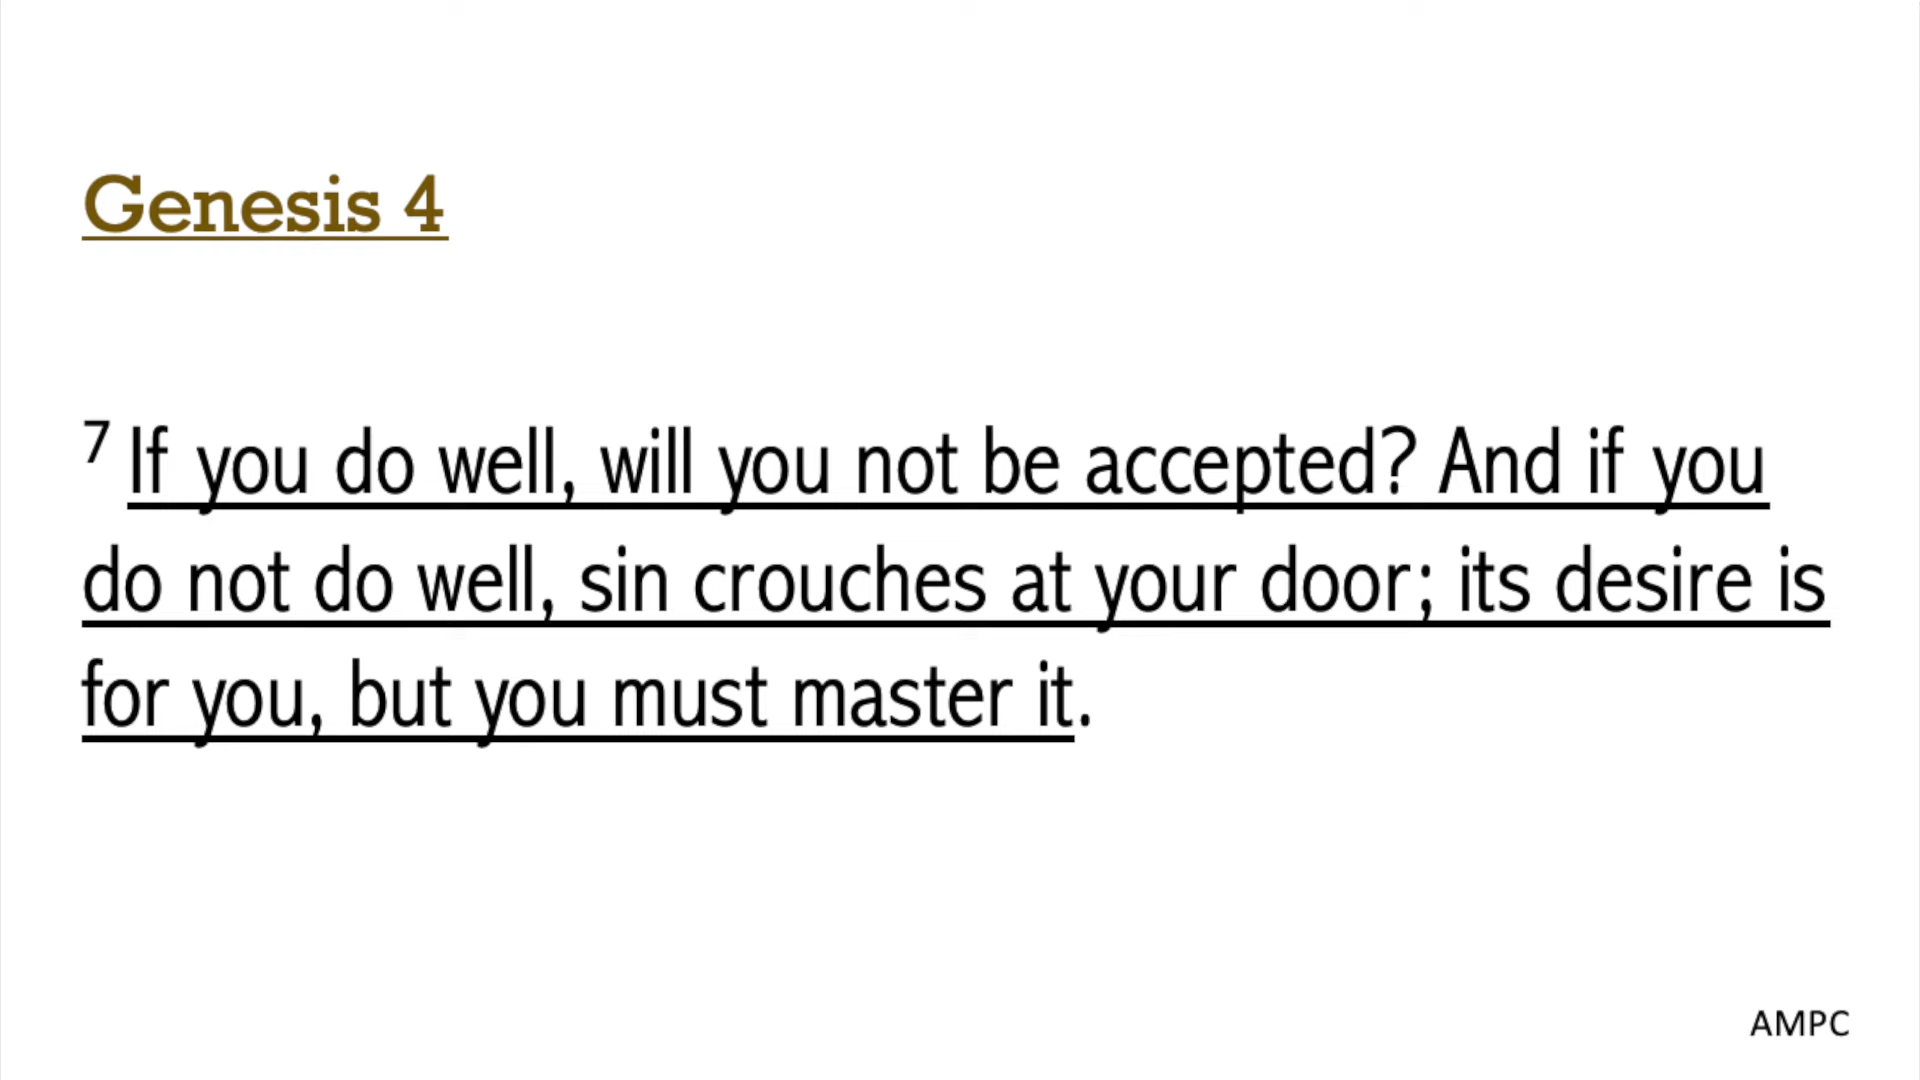 Genesis 4
7 If you do well, will you not be accepted? And if you
do not do well, sin crouches at your door; its desire is
for you, but you must master it.
AMPC